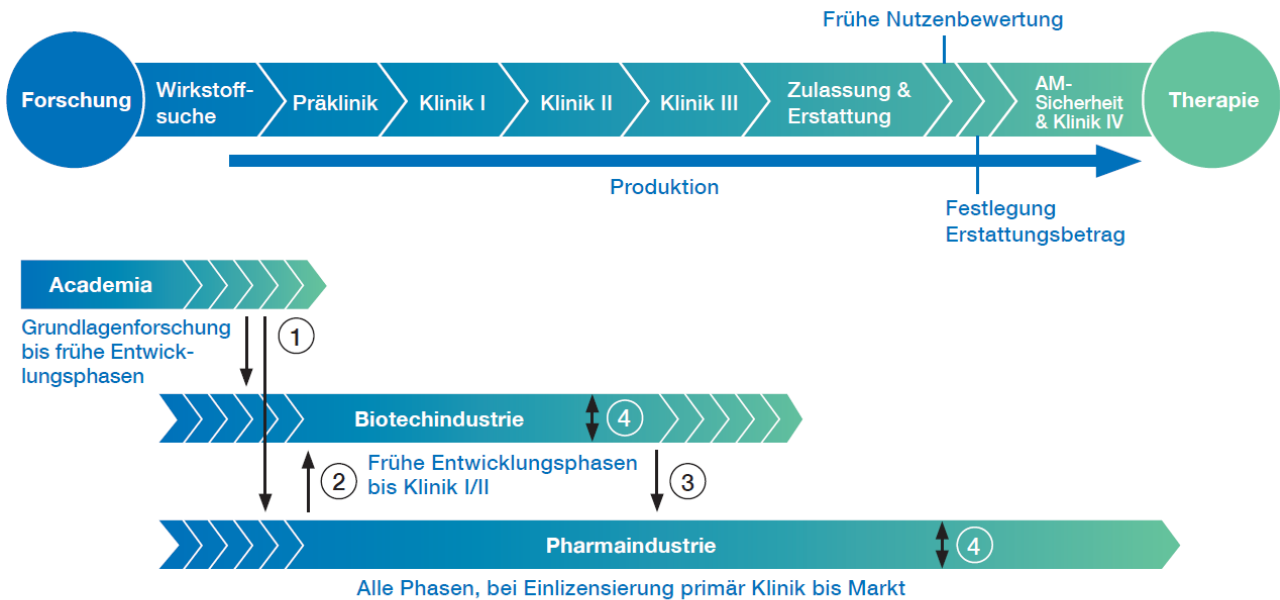 Frühe Nutzenbewertung
Forschung
Wirkstoff-
suche
Präklinik
Klinik I
Klinik II
Klinik III
Zulassung &
Erstattung
AM-
Sicherheit
& Klinik IV
Therapie
Produktion
Festlegung
Erstattungsbetrag
Academia
Grundlagenforschung
bis frühe Entwick-
lungsphasen
1
Biotechindustrie
4
2
Frühe Entwicklungsphasen
bis Klinik I/II
3
Pharmaindustrie
4
Alle Phasen, bei Einlizensierung primär Klinik bis Markt